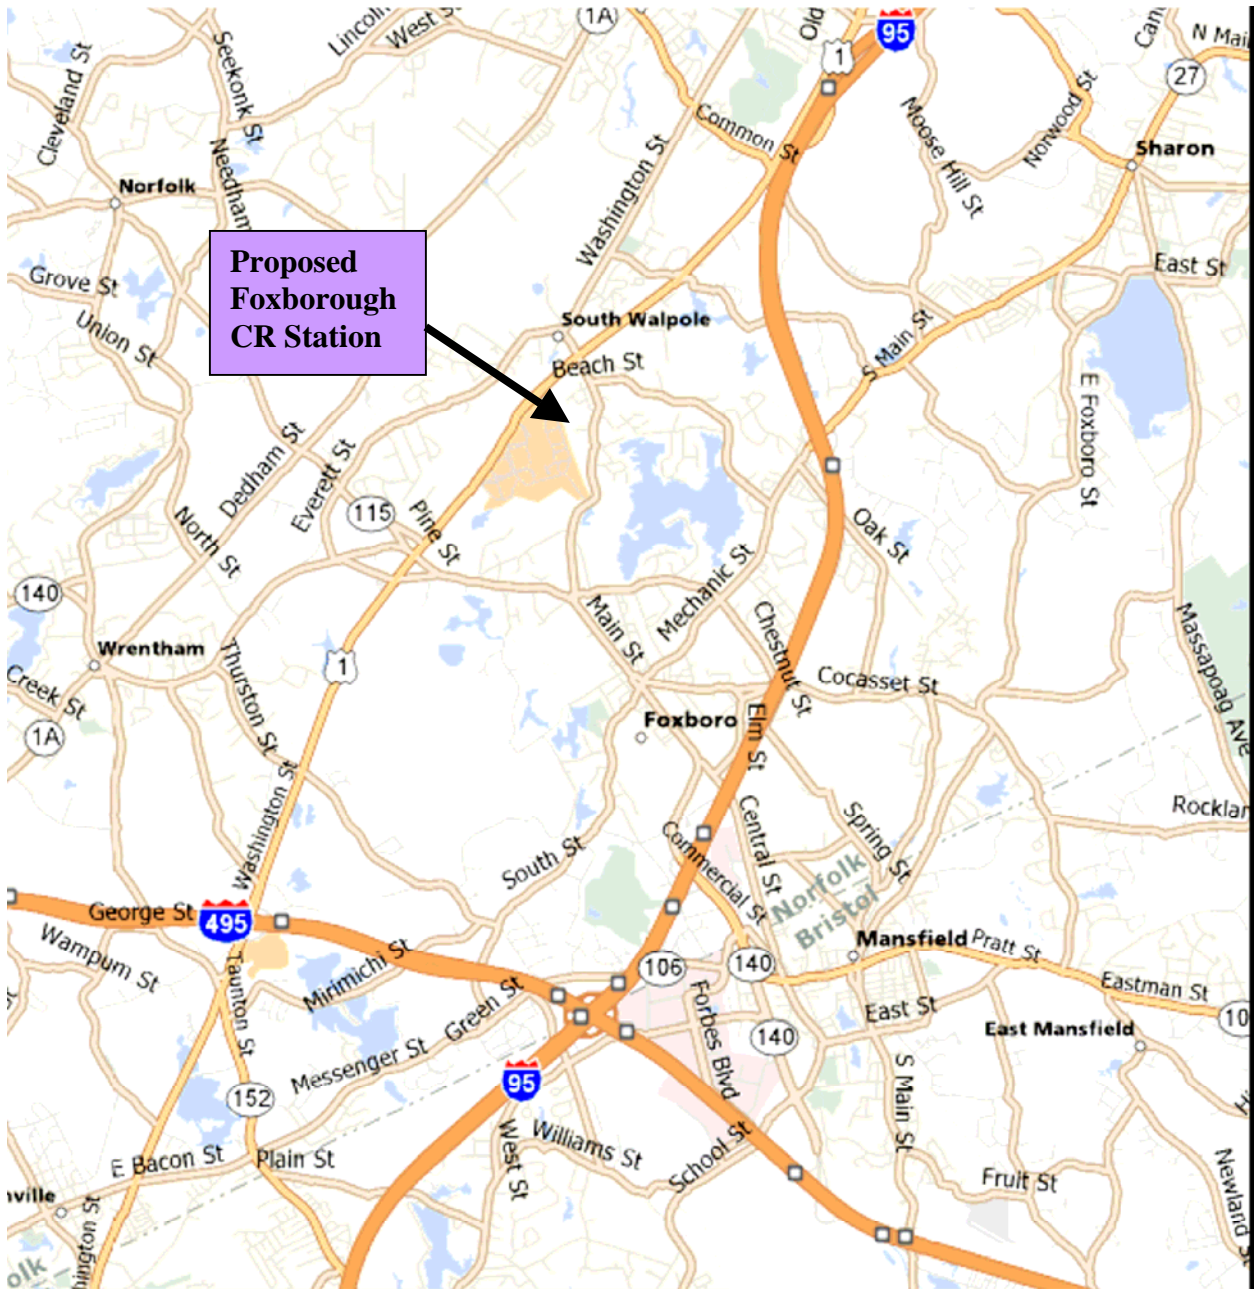 1A
Old
95
Lincoln
West S
1
N Mai
Can
27
Seekonk St
Cleveland St
Common St
Moose Hill St
Norwood St
Sharon
Washington St
Needham
Norfolk
East St
Grove St
Proposed
Foxborough
CR Station
Union St
South Walpole
S Main St
Beach St
E Foxboro St
Dedham St
Everett St
115
Pine St
North St
Oak St
Mechanic St
140
Main St
Chestnut St
Massapoag Ave
Wrentham
Thurston St
1
Cocasset St
Creek St
1A
Foxboro
Elm St
Washington St
Central St
Spring St
Rocklan
Commercial St
South St
Norfolk
Bristol
George St
495
Wampum St
Mansfield
Pratt St
Mirimichi St
106
140
Eastman St
Taunton St
Green St
Forbes Blvd
East St
10
East Mansfield
140
Messenger St
95
152
S Main St
West St
Williams St
School St
E Bacon St
Plain St
Fruit St
Newland St
nville
hington St
olk